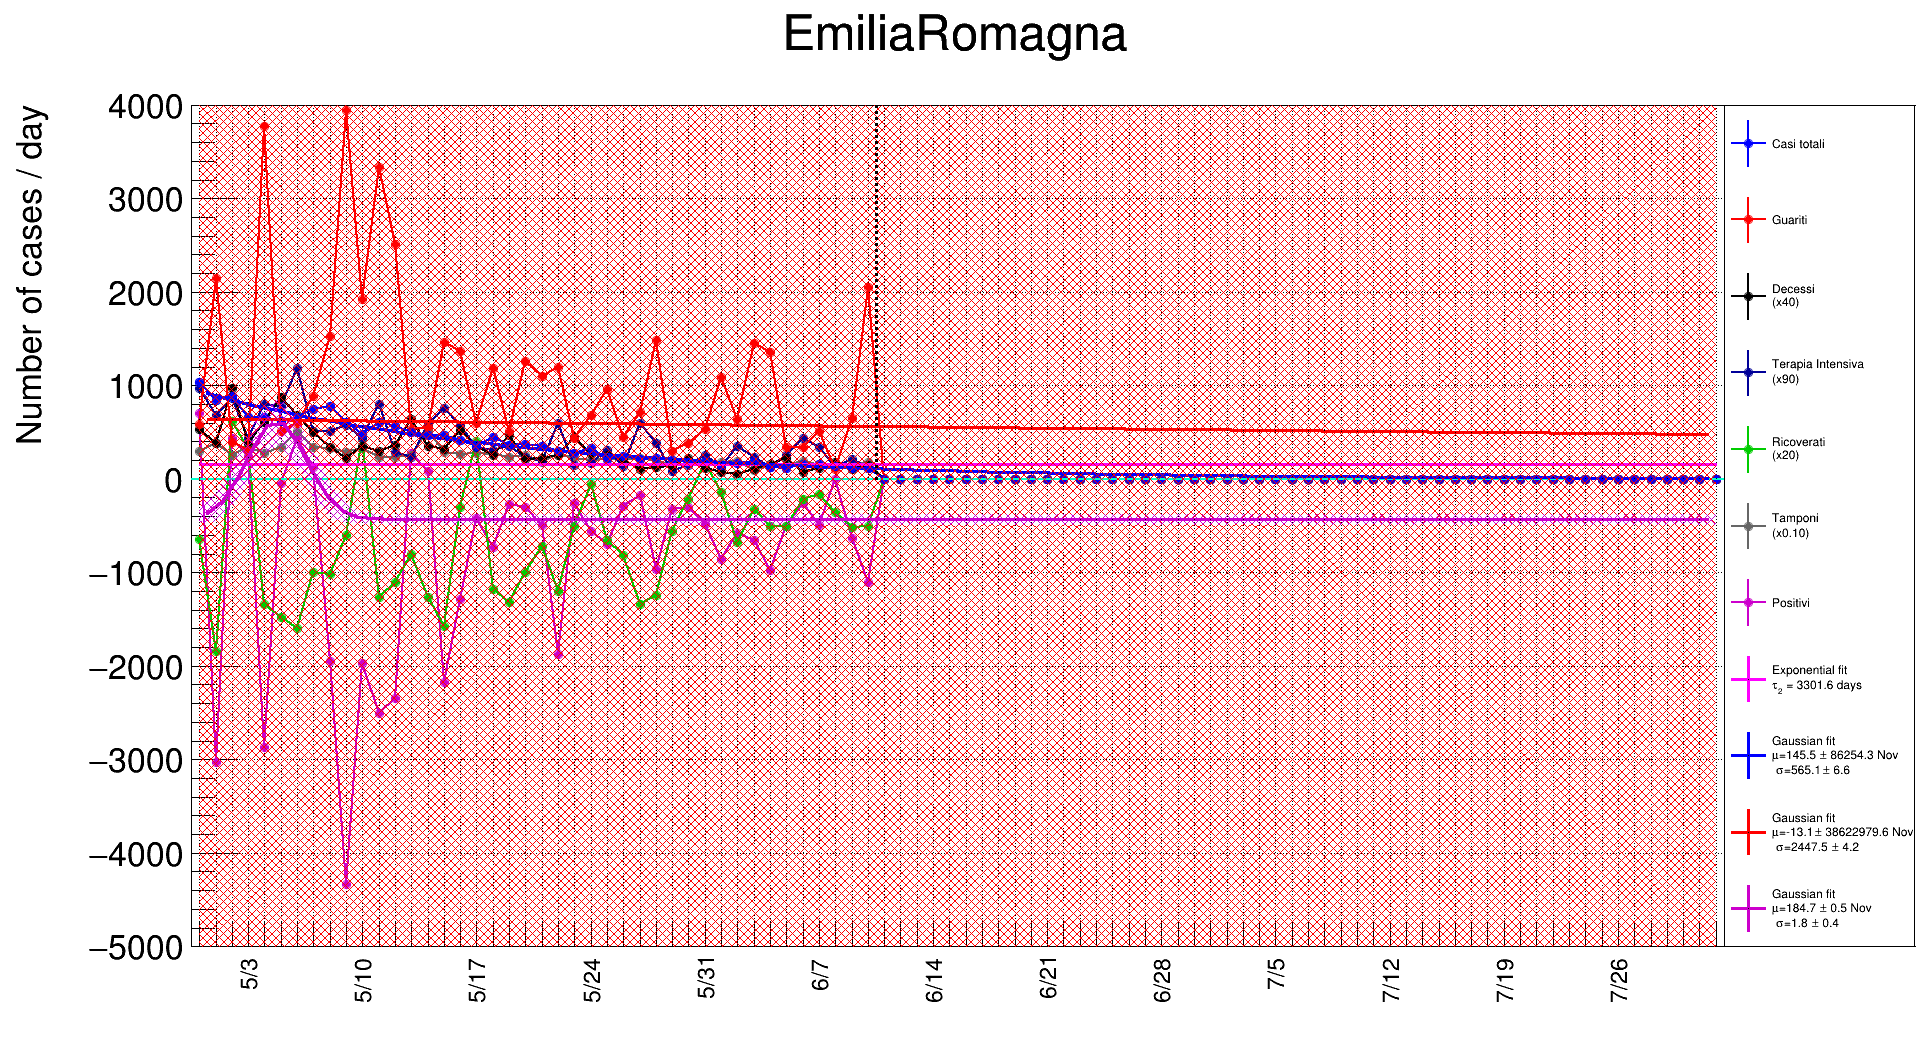 EmiliaRomagna
Number of cases / day
4000
3000
2000
1000
0
−1000
−2000
−3000
−4000
−5000
5/3
5/10
5/17
5/24
5/31
6/7
6/14
6/21
6/28
7/5
7/12
7/19
7/26
Casi totali
Guariti
Decessi
(x40)
Terapia Intensiva
(x90)
Ricoverati
(x20)
Tamponi
(x0.10)
Positivi
Exponential fit
τ2 = 3301.6 days
Gaussian fit
μ=145.5 ± 86254.3 Nov
σ=565.1 ± 6.6
Gaussian fit
μ=-13.1 ± 38622979.6 Nov
σ=2447.5 ± 4.2
Gaussian fit
μ=184.7 ± 0.5 Nov
σ=1.8 ± 0.4